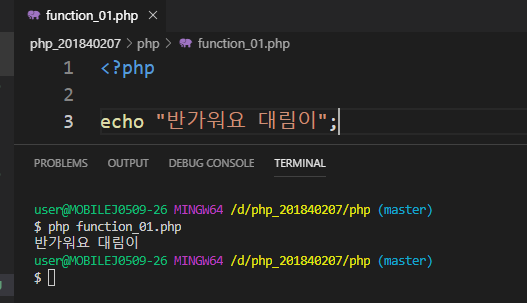 function_01.php
php_201840207 > php > function_01.php
1 <?php
2
3 echo "반가워요 대림이";
PROBLEMS OUTPUT DEBUG CONSOLE TERMINAL
user@MOBILEJ0509-26 MINGW64 /d/php_201840207/php (master)
$ php function_01.php
반가워요 대림이
user@MOBILEJ0509-26 MINGW64 /d/php_201840207/php (master)
$